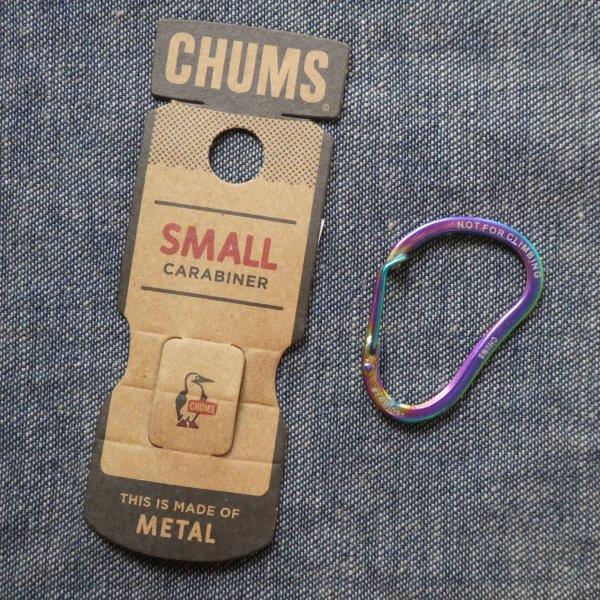 CHUMS®
SMALL
CARABINER
CHUMS
THIS IS MADE OF
METAL
NOT FOR CLIMBING
CHUMS